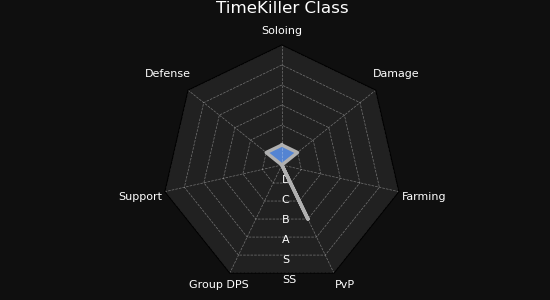 TimeKiller Class
Soloing
Defense
Damage
Support
Farming
D
C
B
A
S
SS
Group DPS
PvP